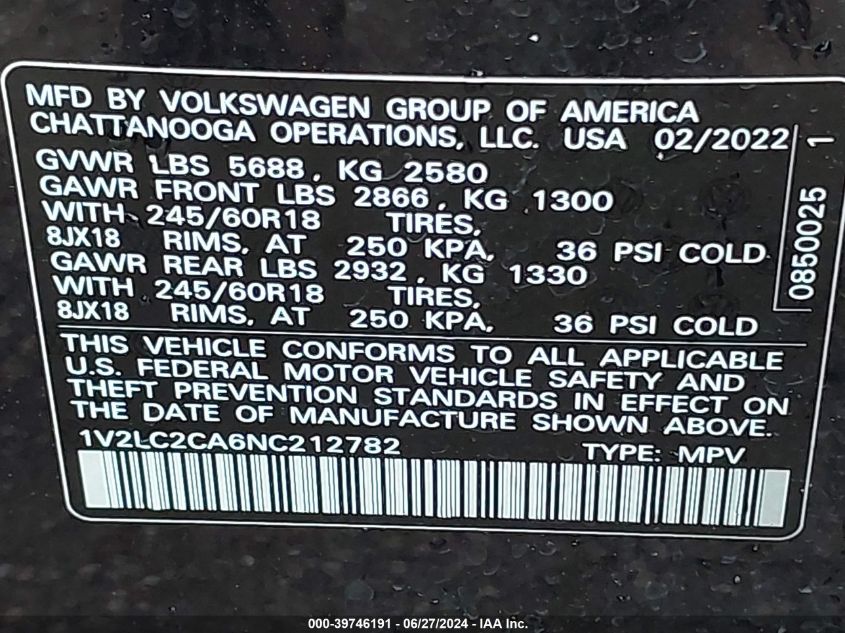 MFD BY VOLKSWAGEN GROUP OF AMERICA
CHATTANOOGA OPERATIONS, LLC. USA 02/2022
GVWR LBS 5688, KG 2580
GAWR FRONT LBS 2866, KG 1300
WITH 245/60R18 TIRES,
8JX18 RIMS, AT 250 KPA, 36 PSI COLD
GAWR REAR LBS 2932, KG 1330
WITH 245/60R18 TIRES,
8JX18 RIMS, AT 250 KPA, 36 PSI COLD
0850025 1
THIS VEHICLE CONFORMS TO ALL APPLICABLE
U.S. FEDERAL MOTOR VEHICLE SAFETY AND
THEFT PREVENTION STANDARDS IN EFFECT ON
THE DATE OF MANUFACTURE SHOWN ABOVE.
1V2LC2CA6NC212782 TYPE: MPV
000-39746191 - 06/27/2024 - IAA Inc.